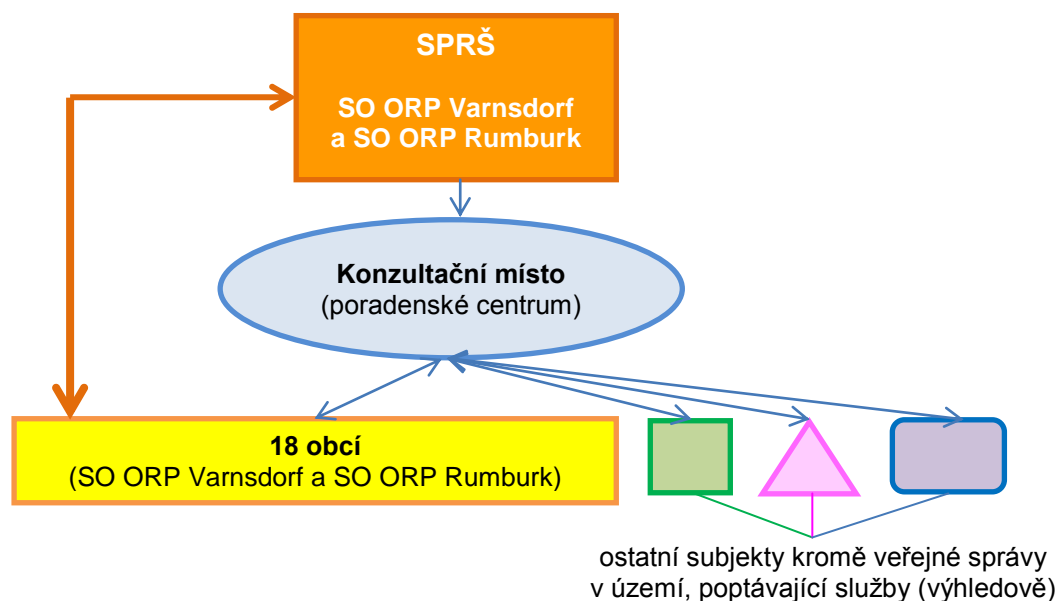 SPRŠ
SO ORP Varnsdorf
a SO ORP Rumburk
Konzultační místo
(poradenské centrum)
18 obcí
(SO ORP Varnsdorf a SO ORP Rumburk)
ostatní subjekty kromě veřejné správy
v území, poptávající služby (výhledově)